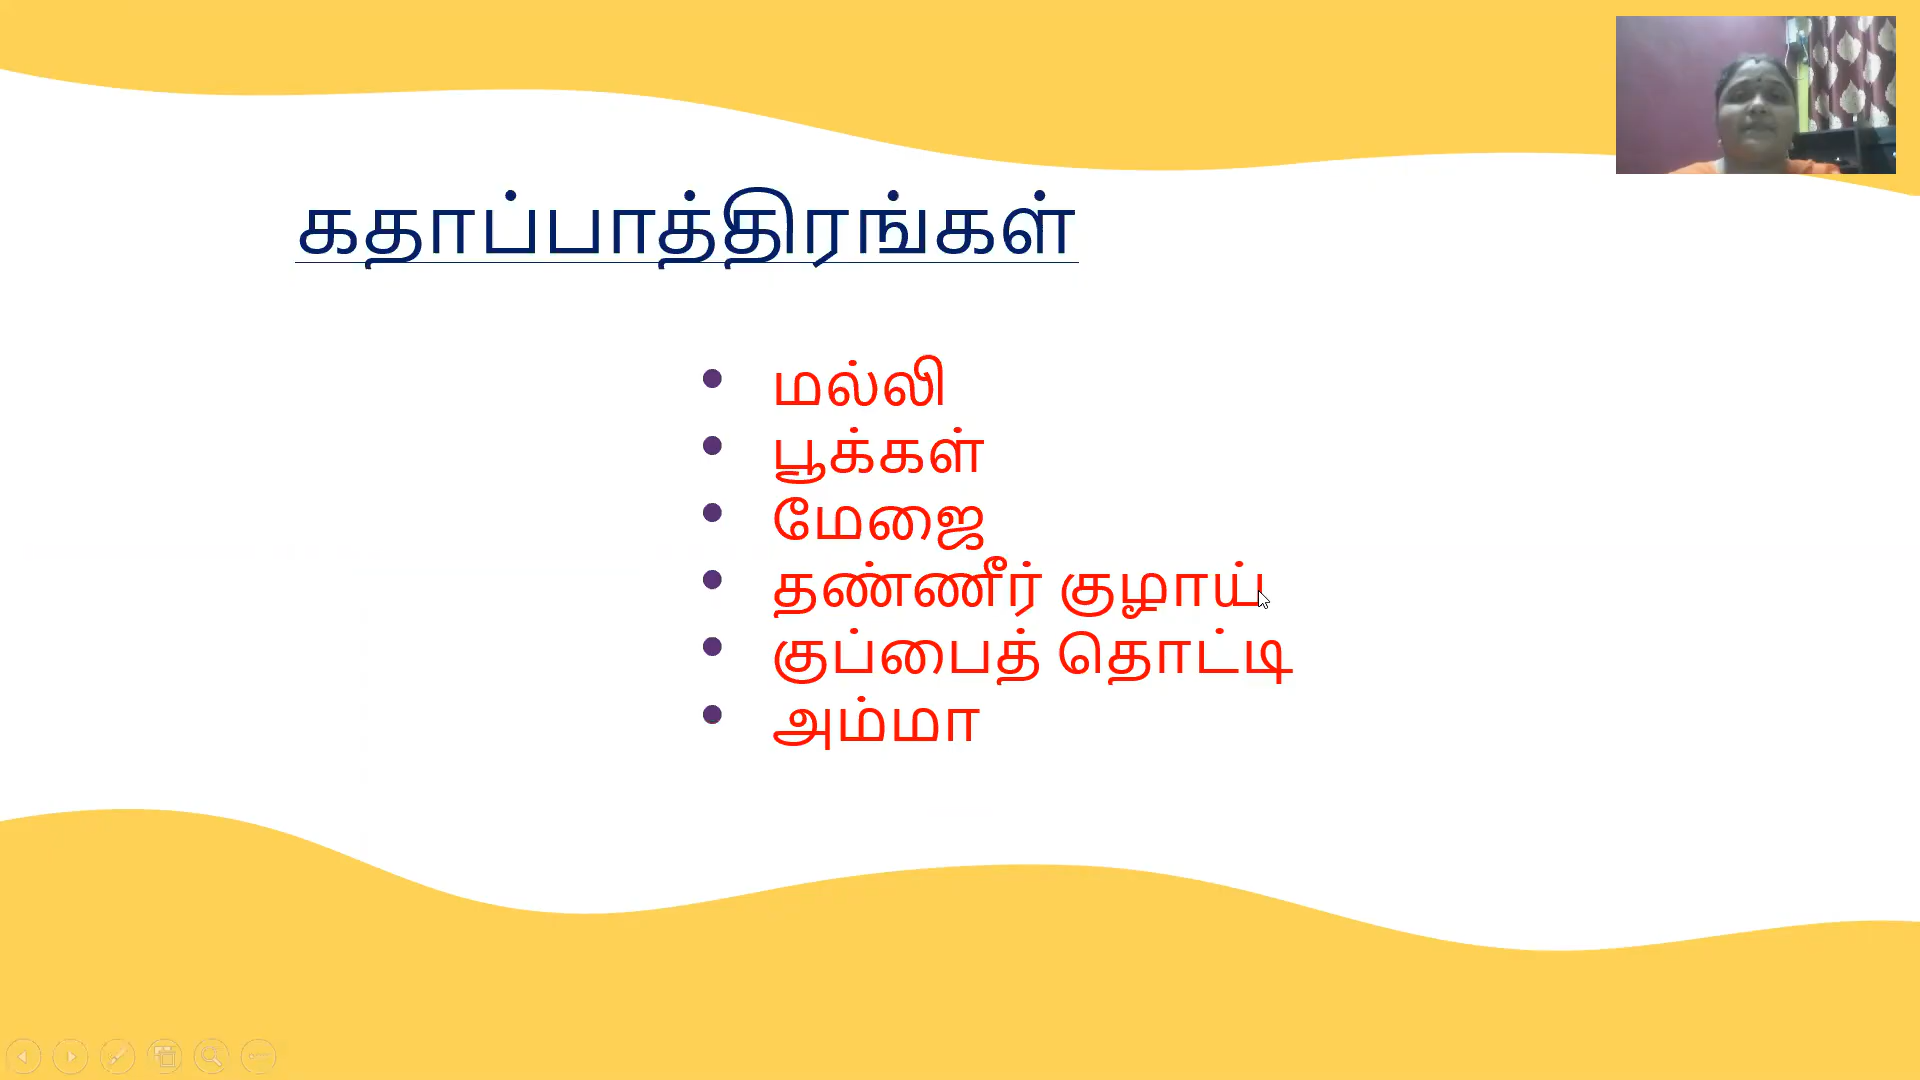 கதாப்பாத்திரங்கள்
மல்லி
பூக்கள்
மேஜை
தண்ணீர் குழாய்
குப்பைத் தொட்டி
அம்மா